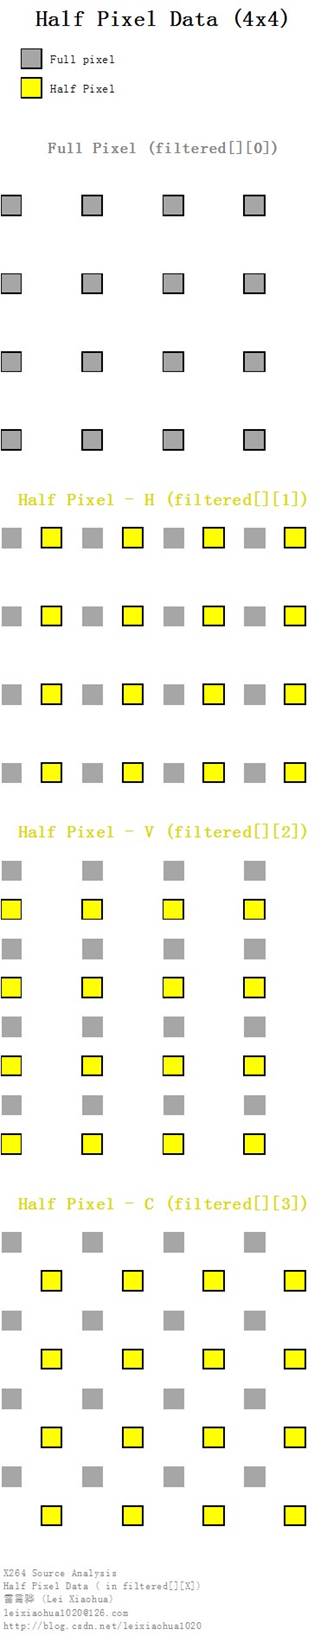 Half Pixel Data (4x4)
Full pixel
Half Pixel
Full Pixel (filtered[][0])
Half Pixel - H (filtered[][1])
Half Pixel - V (filtered[][2])
Half Pixel - C (filtered[][3])
X264 Source Analysis
Half Pixel Data ( in filtered[][X])
雷霄骅 (Lei Xiaohua)
leixiaohua1020@126.com
http://blog.csdn.net/leixiaohua1020